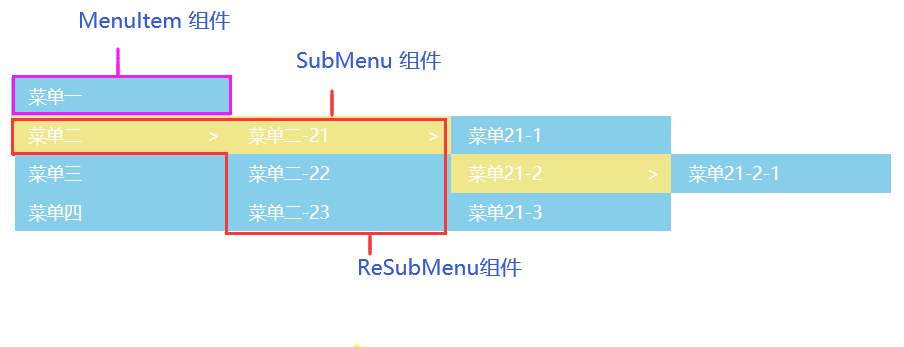 MenuItem 组件
SubMenu 组件
菜单一
菜单二 > 菜单二-21 > 菜单21-1
菜单三 菜单二-22 菜单21-2 > 菜单21-2-1
菜单四 菜单二-23 菜单21-3
ReSubMenu组件